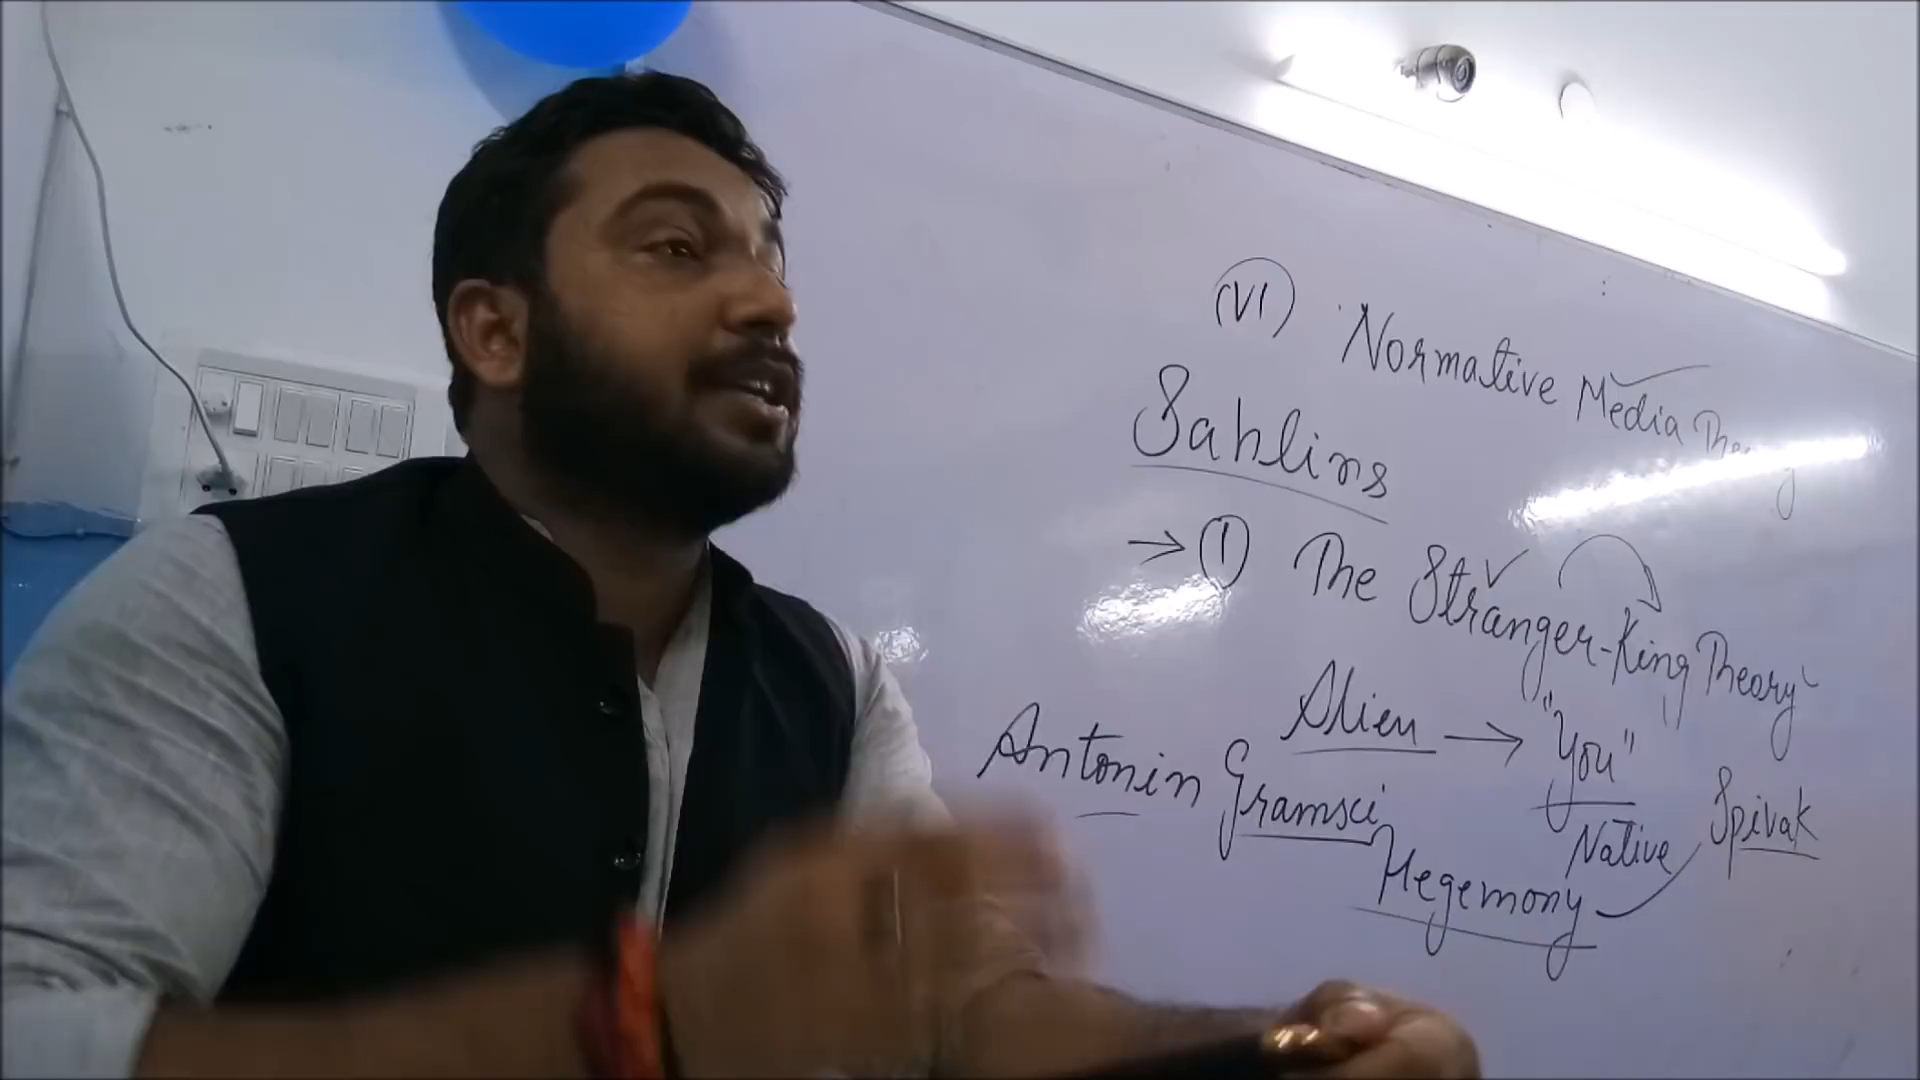 (VI) Normative Media Theory
Sahlins
→ (1) The Stranger-King Theory
Alien → "You"
Native
Antonin Gramsci
Hegemony
Spivak